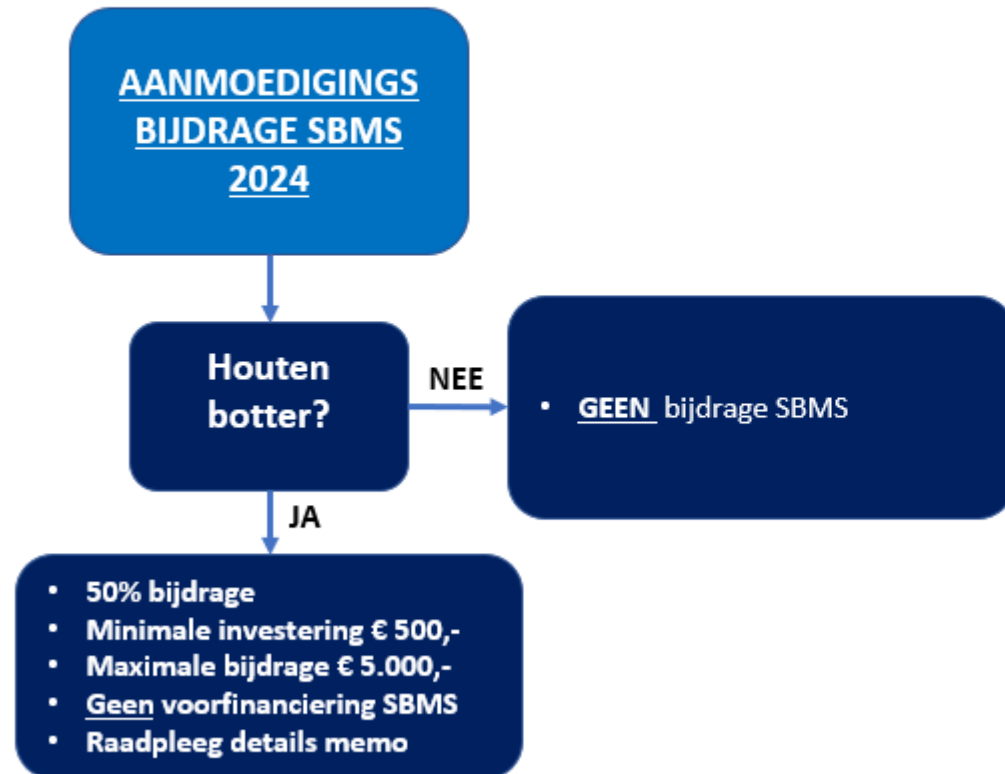 AANMOEDIGINGS
BIJDRAGE SBMS
2024
Houten
botter?
NEE
• GEEN bijdrage SBMS
JA
• 50% bijdrage
• Minimale investering € 500,-
• Maximale bijdrage € 5.000,-
• Geen voorfinanciering SBMS
• Raadpleeg details memo